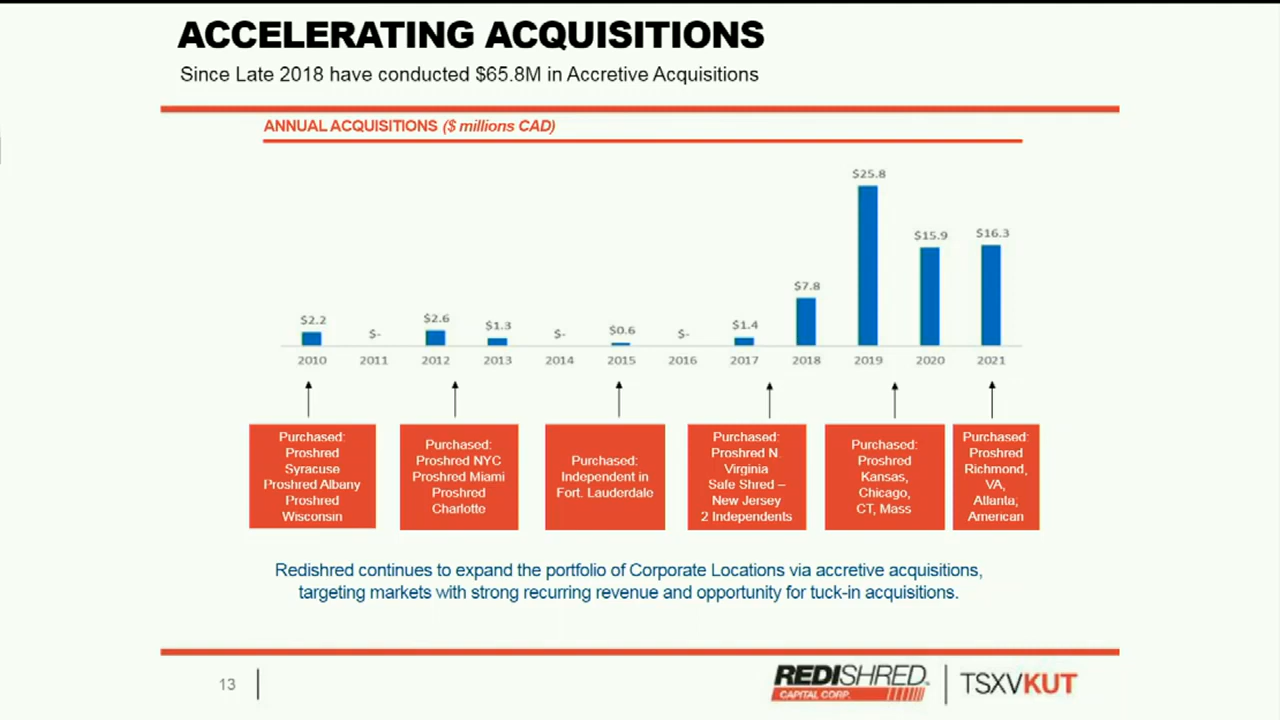 ACCELERATING ACQUISITIONS
Since Late 2018 have conducted $65.8M in Accretive Acquisitions
ANNUAL ACQUISITIONS ($ millions CAD)
$2.2
$-
$2.6
$1.3
$-
$0.6
$-
$1.4
$7.8
$25.8
$15.9
$16.3
2010 2011 2012 2013 2014 2015 2016 2017 2018 2019 2020 2021
Purchased:
Proshred
Syracuse
Proshred Albany
Proshred
Wisconsin
Purchased:
Proshred NYC
Proshred Miami
Proshred
Charlotte
Purchased:
Independent in
Fort. Lauderdale
Purchased:
Proshred N.
Virginia
Safe Shred –
New Jersey
2 Independents
Purchased:
Proshred
Kansas,
Chicago,
CT, Mass
Purchased:
Proshred
Richmond,
VA,
Atlanta;
American
Redishred continues to expand the portfolio of Corporate Locations via accretive acquisitions,
targeting markets with strong recurring revenue and opportunity for tuck-in acquisitions.
13
REDISHRED
CAPITAL CORP.
TSXVKUT